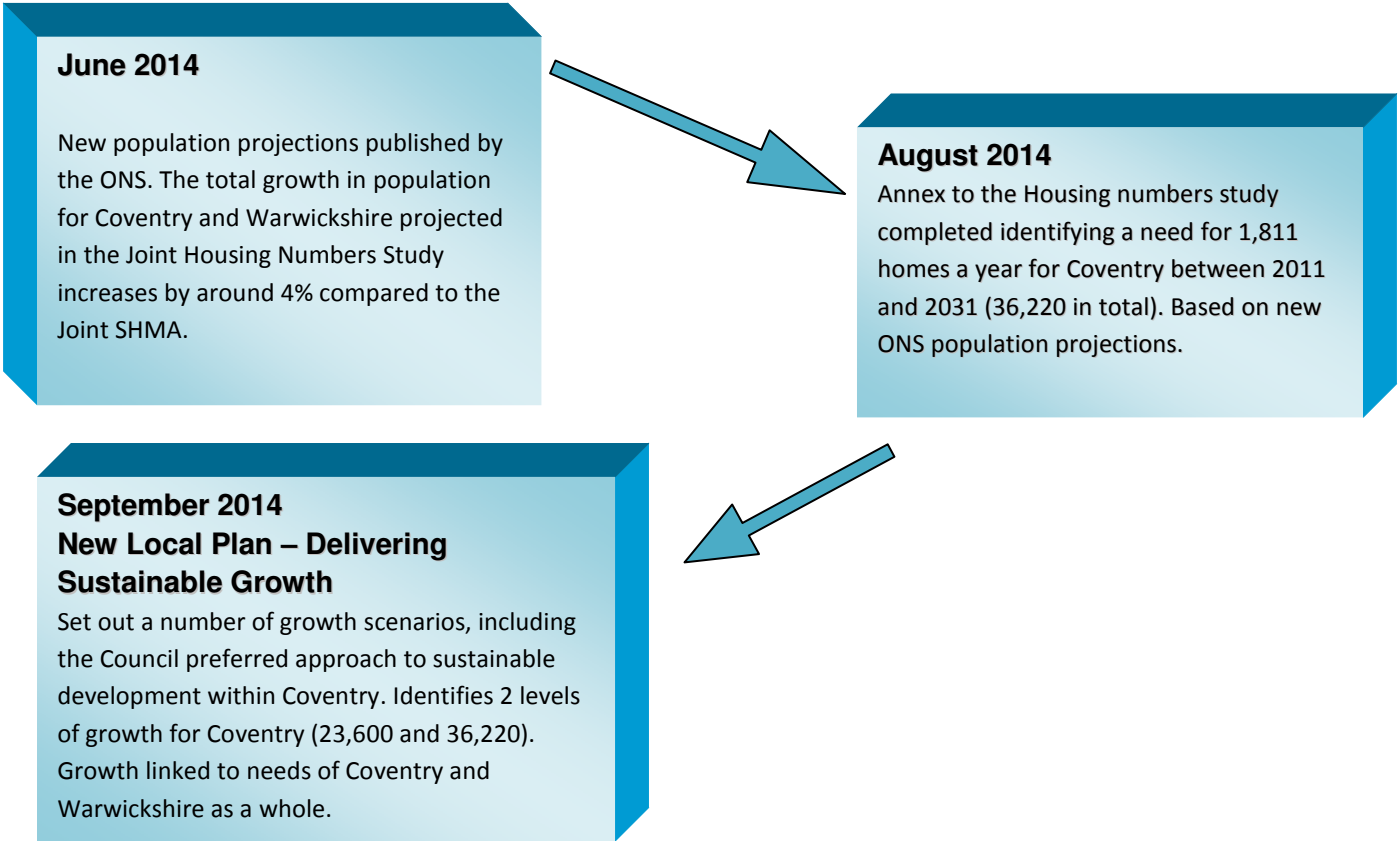 June 2014
New population projections published by
the ONS. The total growth in population
for Coventry and Warwickshire projected
in the Joint Housing Numbers Study
increases by around 4% compared to the
Joint SHMA.
August 2014
Annex to the Housing numbers study
completed identifying a need for 1,811
homes a year for Coventry between 2011
and 2031 (36,220 in total). Based on new
ONS population projections.
September 2014
New Local Plan – Delivering
Sustainable Growth
Set out a number of growth scenarios, including
the Council preferred approach to sustainable
development within Coventry. Identifies 2 levels
of growth for Coventry (23,600 and 36,220).
Growth linked to needs of Coventry and
Warwickshire as a whole.